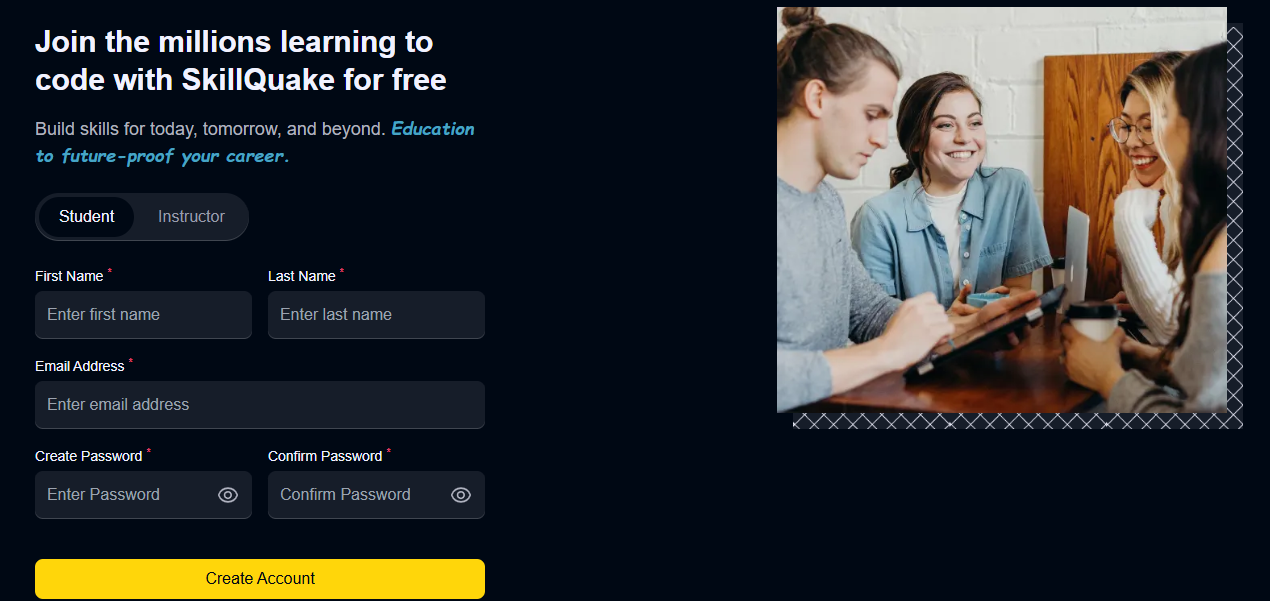 Join the millions learning to
code with SkillQuake for free
Build skills for today, tomorrow, and beyond. Education
to future-proof your career.
Student Instructor
First Name * Last Name *
Enter first name Enter last name
Email Address *
Enter email address
Create Password * Confirm Password *
Enter Password Confirm Password
Create Account